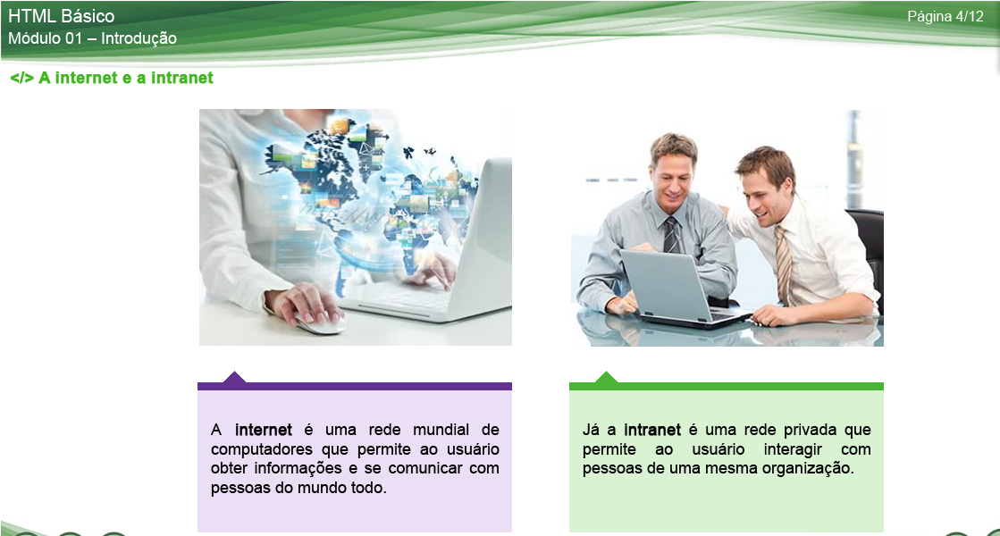 HTML Básico
Página 4/12
Módulo 01 – Introdução
</> A internet e a intranet
A internet é uma rede mundial de
computadores que permite ao usuário
obter informações e se comunicar com
pessoas do mundo todo.
Já a intranet é uma rede privada que
permite ao usuário interagir com
pessoas de uma mesma organização.